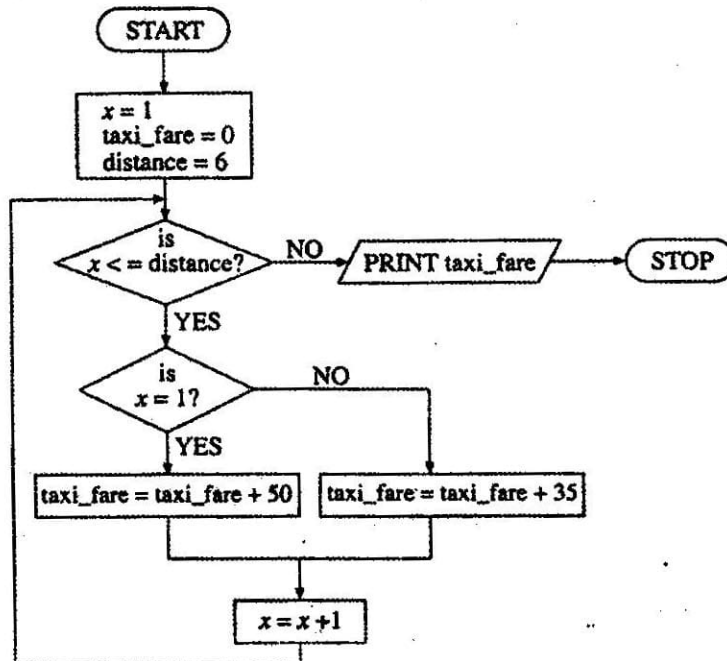 START
x = 1
taxi_fare = 0
distance = 6
is
x < = distance?
NO
PRINT taxi_fare
STOP
YES
is
x = 1?
NO
YES
taxi_fare = taxi_fare + 50
taxi_fare = taxi_fare + 35
x = x +1